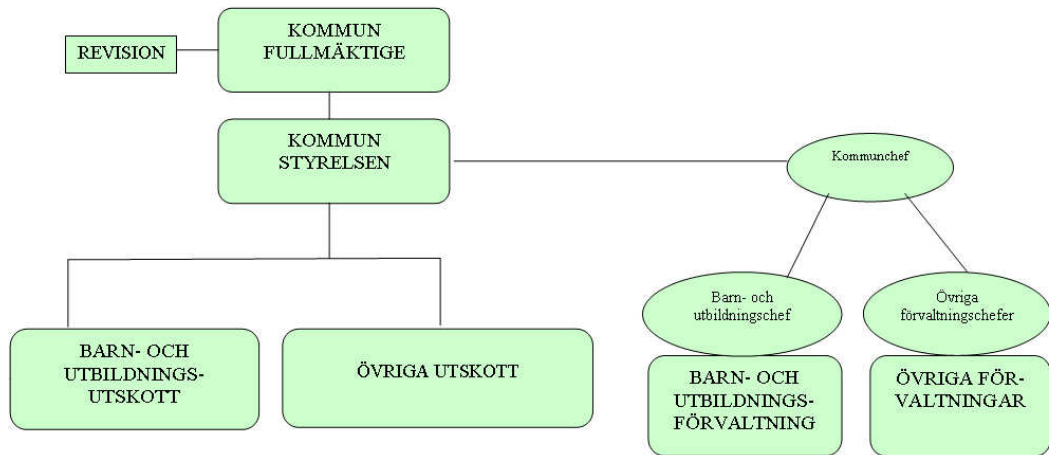 KOMMUN
FULLMÄKTIGE
REVISION
KOMMUN
STYRELSEN
Kommunchef
Barn- och
utbildningschef
Övriga
förvaltningschefer
BARN- OCH
UTBILDNINGS-
UTSKOTT
ÖVRIGA UTSKOTT
BARN- OCH
UTBILDNINGS-
FÖRVALTNING
ÖVRIGA FÖR-
VALTNINGAR